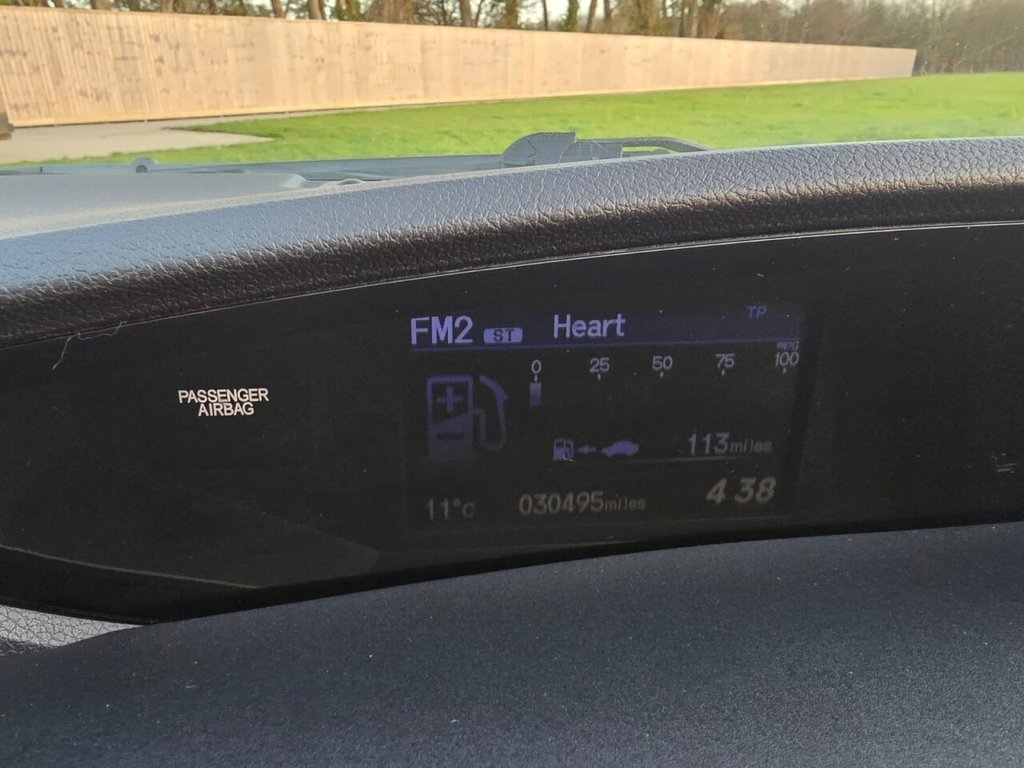 FM2 ST Heart TP
mpg
0 25 50 75 100
PASSENGER
AIRBAG
113 miles
11°c 030495 miles 4 38